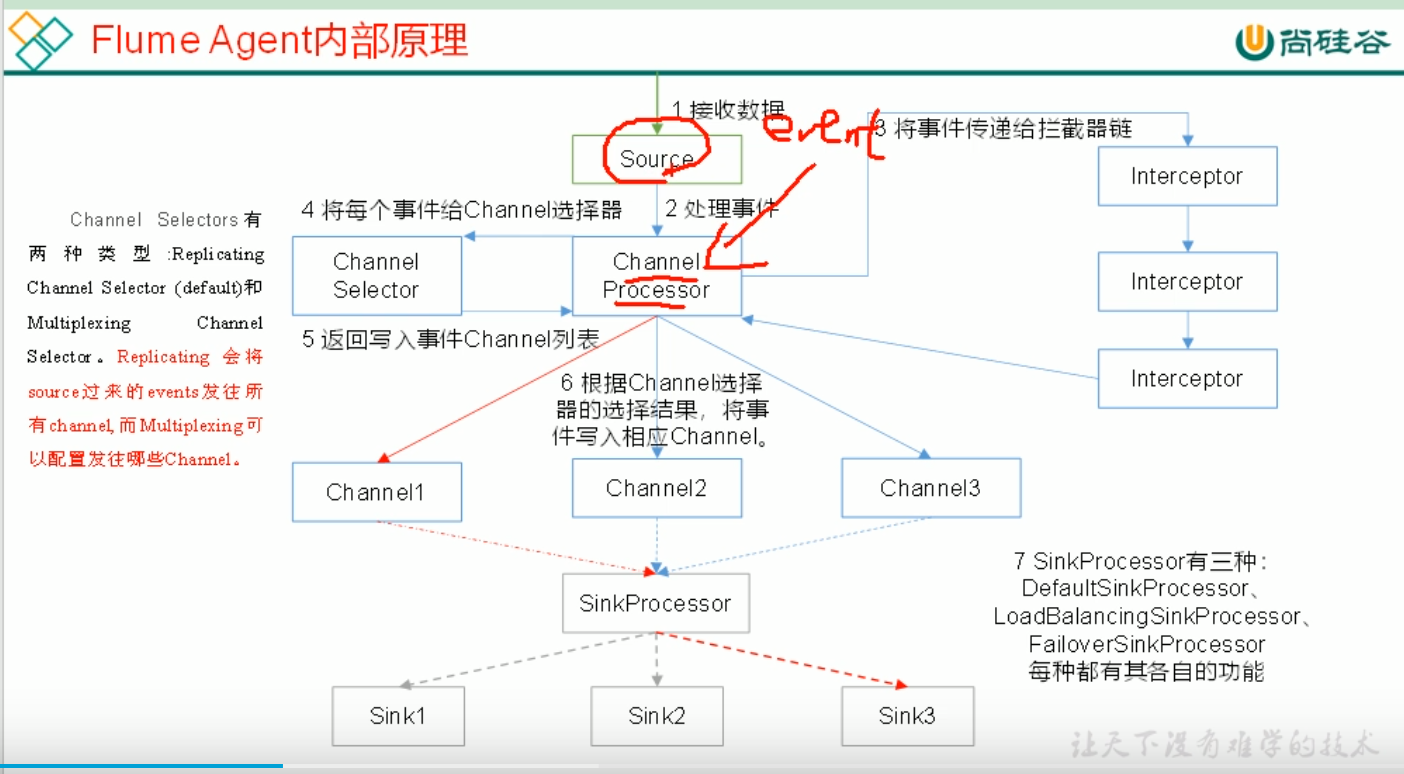 Flume Agent内部原理
尚硅谷
1 接收数据
event
3 将事件传递给拦截器链
Source
Interceptor
4 将每个事件给Channel选择器
2 处理事件
Channel Selectors有
两种类型:Replicating
Channel Selector (default)和
Multiplexing Channel
Selector。Replicating 会将
source过来的events发往所
有channel,而Multiplexing可
以配置发往哪些Channel。
Channel
Selector
Channel
Processor
Interceptor
5 返回写入事件Channel列表
Interceptor
6 根据Channel选择
器的选择结果，将事
件写入相应Channel。
Channel1
Channel2
Channel3
SinkProcessor
7 SinkProcessor有三种：
DefaultSinkProcessor、
LoadBalancingSinkProcessor、
FailoverSinkProcessor
每种都有其各自的功能
Sink1
Sink2
Sink3
让天下没有难学的技术